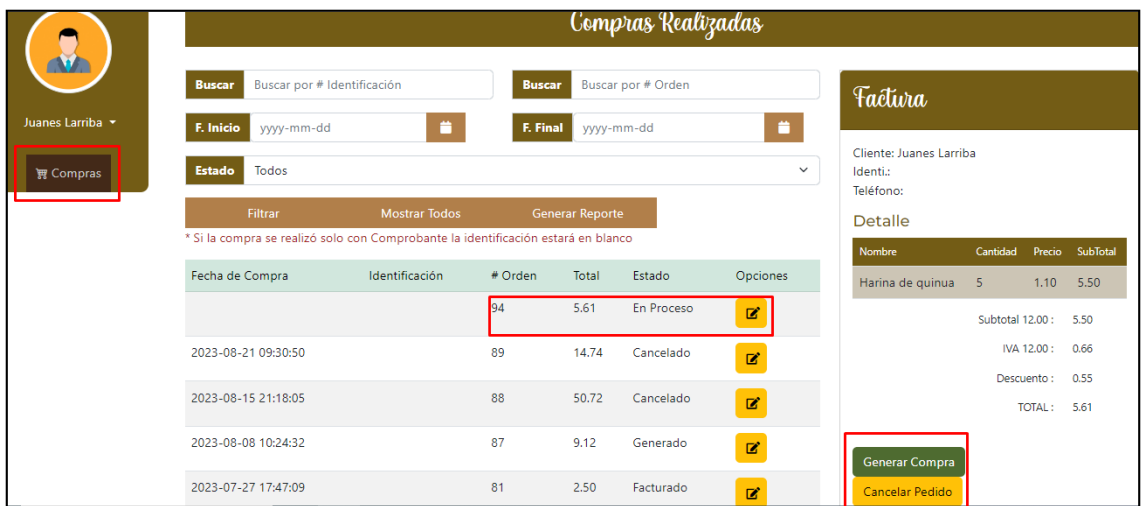 Compras Realizadas
Juanes Larriba
Compras
Buscar Buscar por # Identificación Buscar Buscar por # Orden
F. Inicio yyyy-mm-dd F. Final yyyy-mm-dd
Estado Todos
Filtrar Mostrar Todos Generar Reporte
* Si la compra se realizó solo con Comprobante la identificación estará en blanco
Fecha de Compra Identificación # Orden Total Estado Opciones
94 5.61 En Proceso
2023-08-21 09:30:50 89 14.74 Cancelado
2023-08-15 21:18:05 88 50.72 Cancelado
2023-08-08 10:24:32 87 9.12 Generado
2023-07-27 17:47:09 81 2.50 Facturado
Factura
Cliente: Juanes Larriba
Identi.:
Teléfono:
Detalle
Nombre Cantidad Precio SubTotal
Harina de quinua 5 1.10 5.50
Subtotal 12.00 : 5.50
IVA 12.00 : 0.66
Descuento : 0.55
TOTAL : 5.61
Generar Compra
Cancelar Pedido